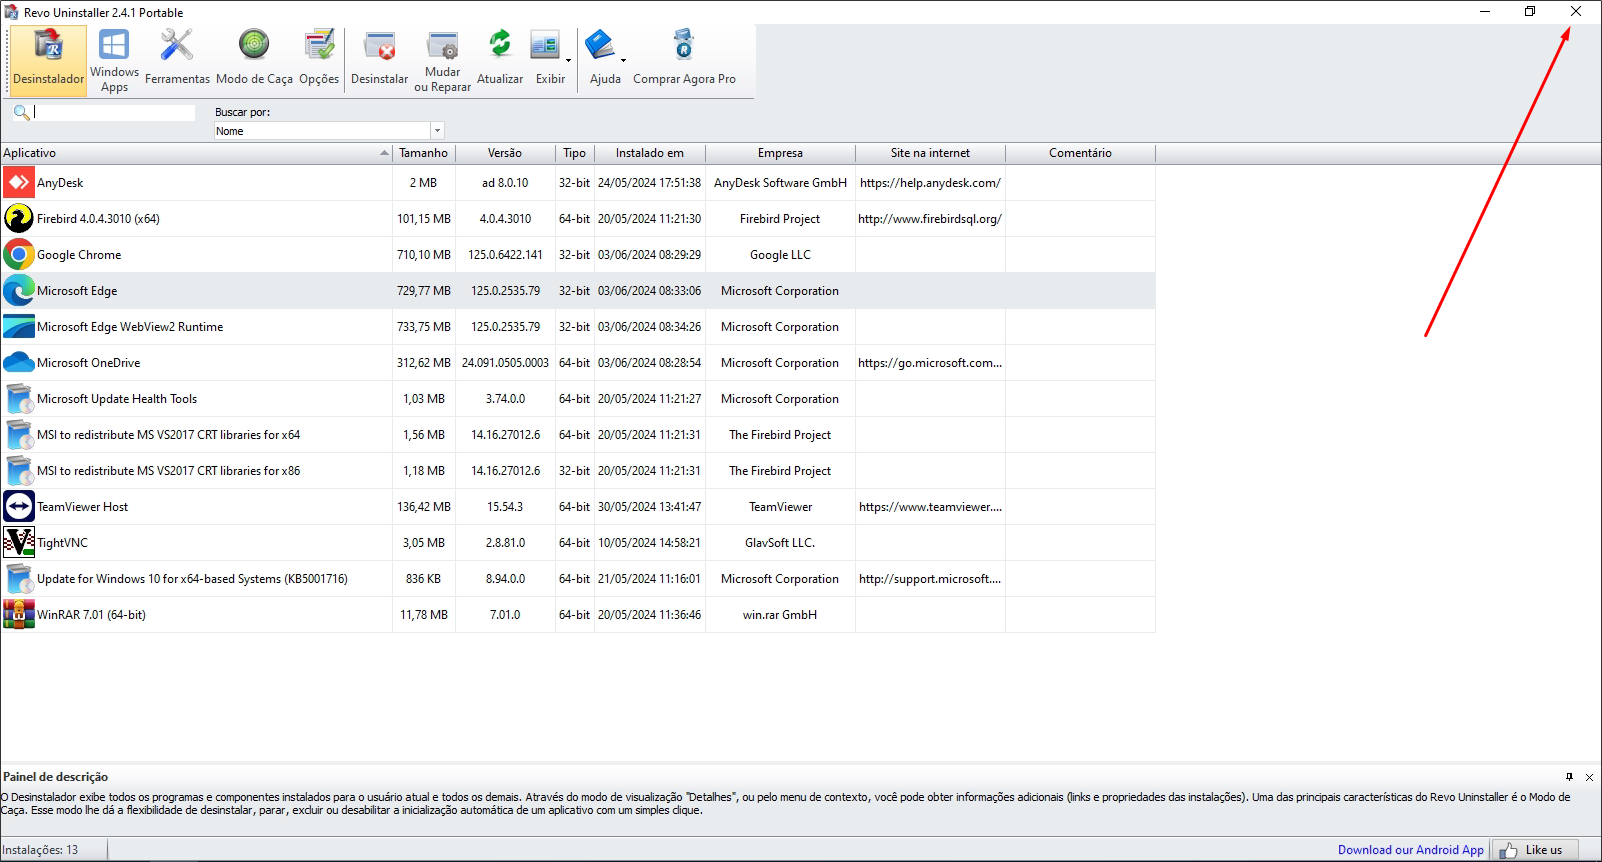 Revo Uninstaller 2.4.1 Portable
Desinstalador
Windows Apps
Ferramentas
Modo de Caça
Opções
Desinstalar
Mudar ou Reparar
Atualizar
Exibir
Ajuda
Comprar Agora Pro
Buscar por:
Nome
Aplicativo Tamanho Versão Tipo Instalado em Empresa Site na internet Comentário
AnyDesk 2 MB ad 8.0.10 32-bit 24/05/2024 17:51:38 AnyDesk Software GmbH https://help.anydesk.com/
Firebird 4.0.4.3010 (x64) 101,15 MB 4.0.4.3010 64-bit 20/05/2024 11:21:30 Firebird Project http://www.firebirdsql.org/
Google Chrome 710,10 MB 125.0.6422.141 32-bit 03/06/2024 08:29:29 Google LLC
Microsoft Edge 729,77 MB 125.0.2535.79 32-bit 03/06/2024 08:33:06 Microsoft Corporation
Microsoft Edge WebView2 Runtime 733,75 MB 125.0.2535.79 32-bit 03/06/2024 08:34:26 Microsoft Corporation
Microsoft OneDrive 312,62 MB 24.091.0505.0003 64-bit 03/06/2024 08:28:54 Microsoft Corporation https://go.microsoft.com...
Microsoft Update Health Tools 1,03 MB 3.74.0.0 64-bit 20/05/2024 11:21:27 Microsoft Corporation
MSI to redistribute MS VS2017 CRT libraries for x64 1,56 MB 14.16.27012.6 64-bit 20/05/2024 11:21:31 The Firebird Project
MSI to redistribute MS VS2017 CRT libraries for x86 1,18 MB 14.16.27012.6 32-bit 20/05/2024 11:21:31 The Firebird Project
TeamViewer Host 136,42 MB 15.54.3 64-bit 30/05/2024 13:41:47 TeamViewer https://www.teamviewer....
TightVNC 3,05 MB 2.8.81.0 64-bit 10/05/2024 14:58:21 GlavSoft LLC.
Update for Windows 10 for x64-based Systems (KB5001716) 836 KB 8.94.0.0 64-bit 21/05/2024 11:16:01 Microsoft Corporation http://support.microsoft....
WinRAR 7.01 (64-bit) 11,78 MB 7.01.0 64-bit 20/05/2024 11:36:46 win.rar GmbH
Painel de descrição
O Desinstalador exibe todos os programas e componentes instalados para o usuário atual e todos os demais. Através do modo de visualização "Detalhes", ou pelo menu de contexto, você pode obter informações adicionais (links e propriedades das instalações). Uma das principais características do Revo Uninstaller é o Modo de
Caça. Esse modo lhe dá a flexibilidade de desinstalar, parar, excluir ou desabilitar a inicialização automática de um aplicativo com um simples clique.
Instalações: 13
Download our Android App
Like us